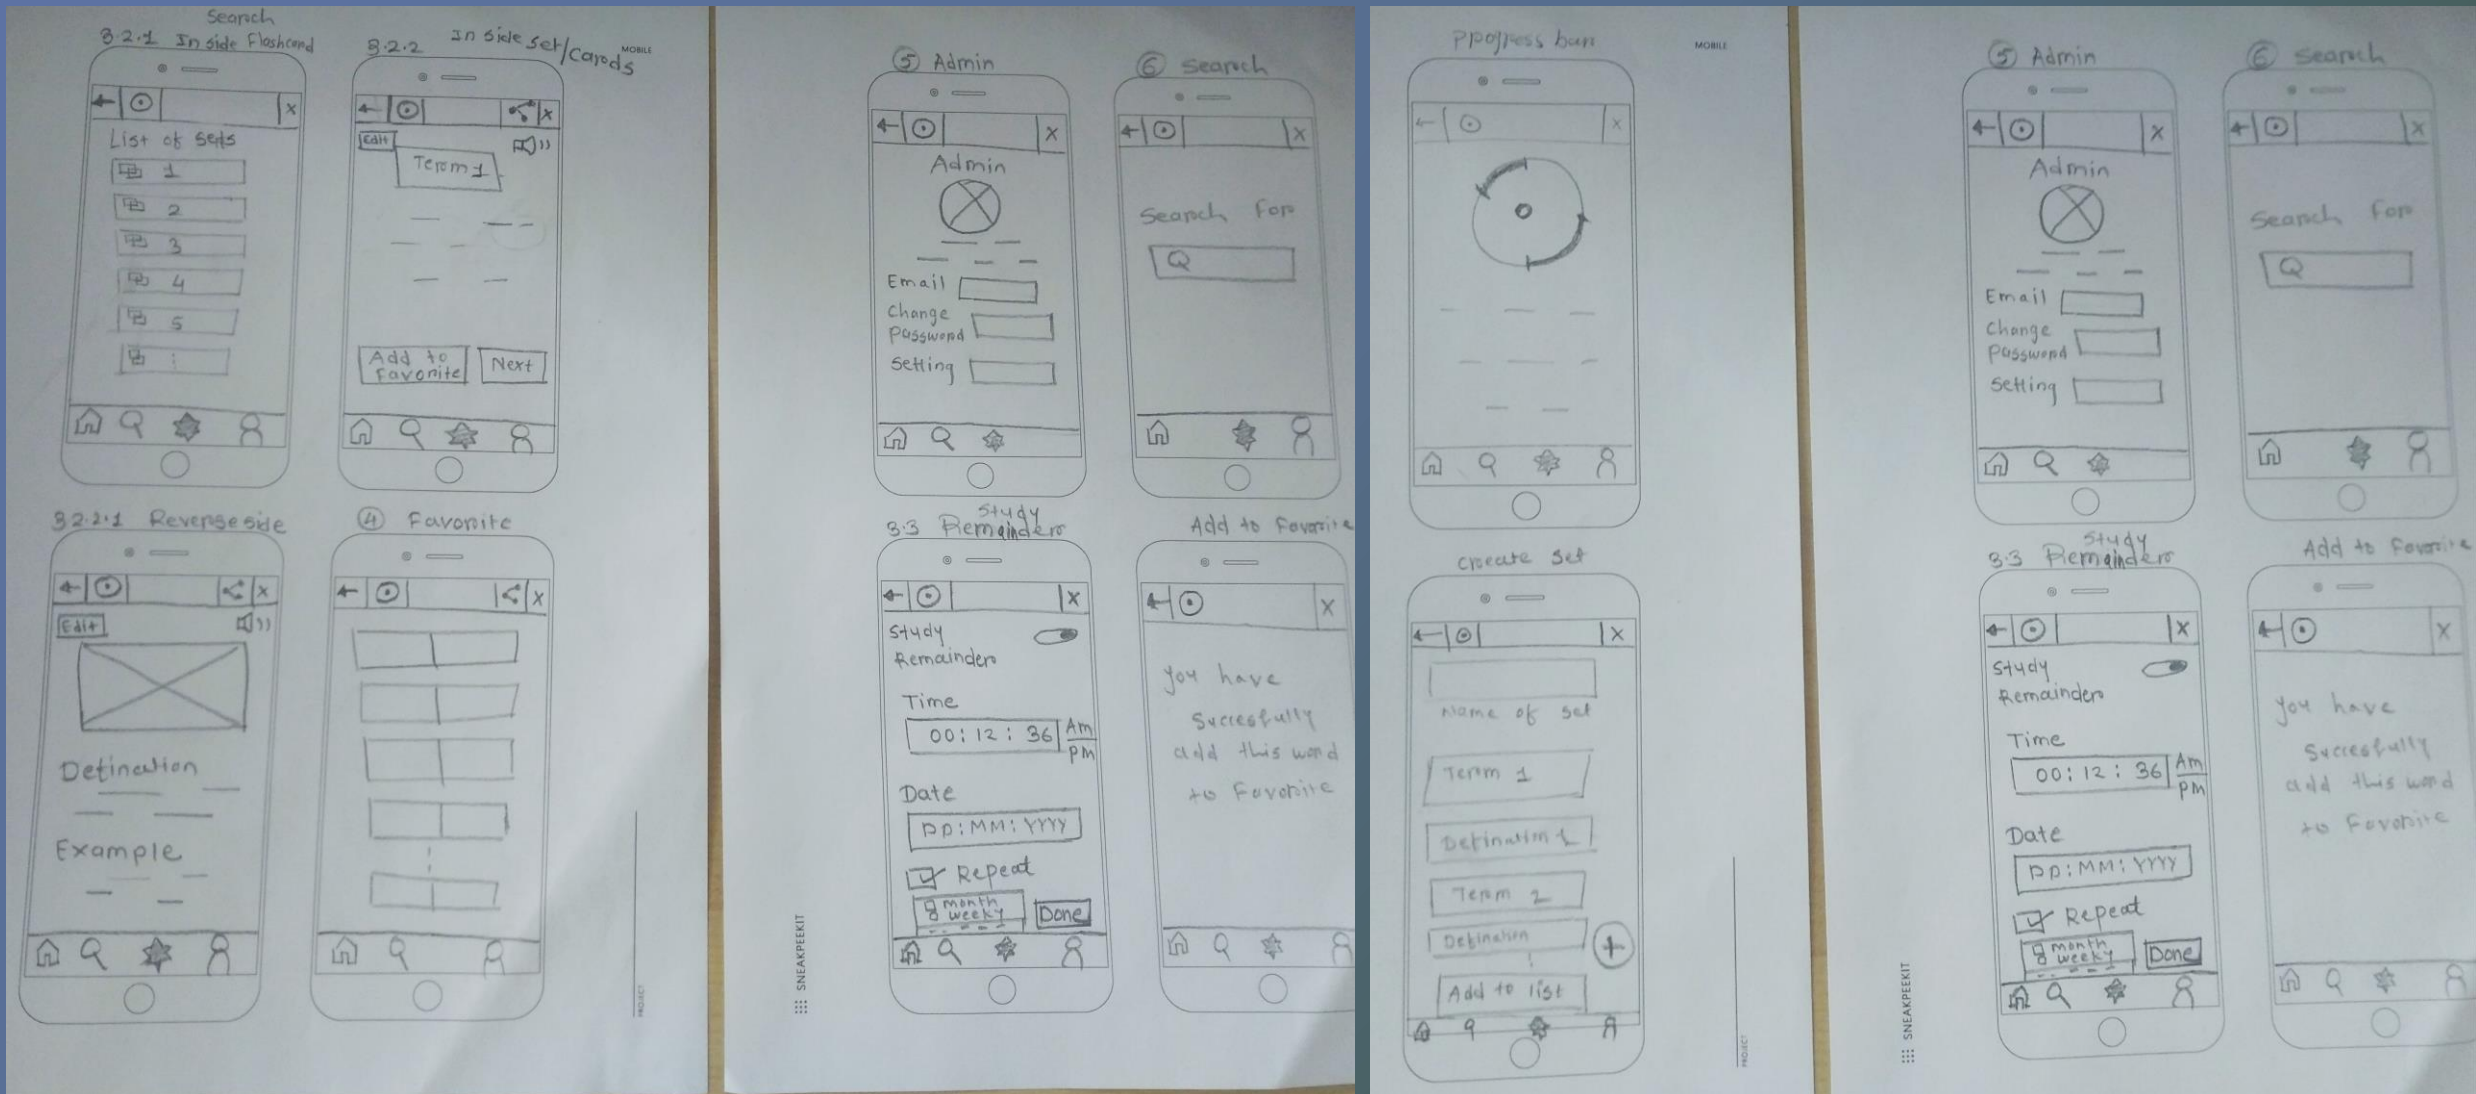 Search
3.2.1 Inside Flashcard
List of sets
1
2
3
4
5
:
3.2.2 In side set/cards
MOBILE
x
Edit
Term 1
Add to
Favorite
Next
3.2.2.1 Reverse side
x
Edit
Defination
Example
4 Favorite
x
PROJECT
5 Admin
x
Admin
Email
Change
Password
Setting
6 Search
x
Search For
3.3 Study Remainder
x
Study
Remainder
Time
00:12:36 Am
pm
Date
DD:MM:YYYY
Repeat
month
weeky
Done
Add to Favorite
x
you have
Succesfully
add this word
to Favorite
SNEAKPEEKIT
progress bar
MOBILE
x
create set
x
Name of set
Term 1
Defination 1
Term 2
Defination
+
Add to list
PROJECT
5 Admin
x
Admin
Email
Change
Password
Setting
6 Search
x
Search For
3.3 Study Remainder
x
Study
Remainder
Time
00:12:36 Am
pm
Date
DD:MM:YYYY
Repeat
month
weeky
Done
Add to Favorite
x
you have
Succesfully
add this word
to Favorite
SNEAKPEEKIT